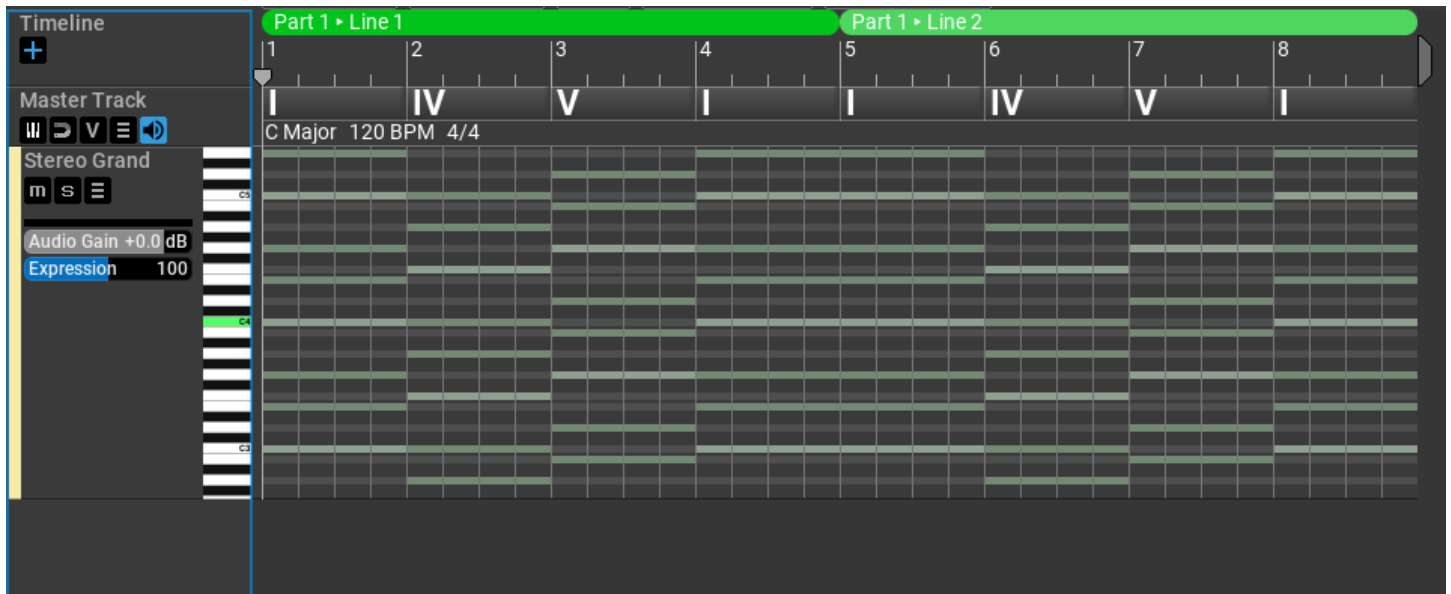 Timeline
Part 1 ▸ Line 1
Part 1 ▸ Line 2
1 2 3 4 5 6 7 8
Master Track
I IV V I I IV V I
V
C Major 120 BPM 4/4
Stereo Grand
m s
C5
Audio Gain +0.0 dB
Expression 100
C4
C3